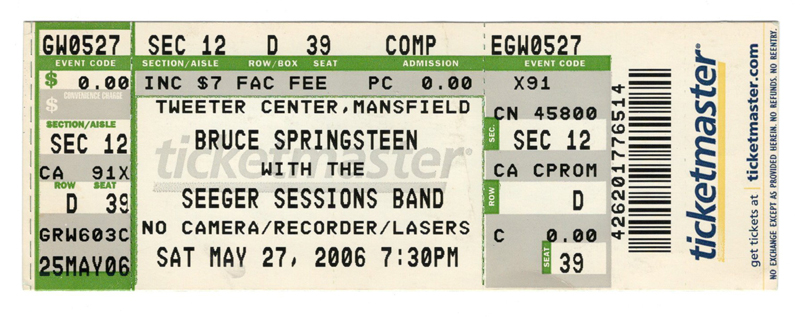 GW0527 SEC 12 D 39 COMP EGW0527
EVENT CODE SECTION/AISLE ROW/BOX SEAT ADMISSION EVENT CODE
$ 0.00 INC $7 FAC FEE PC 0.00 X91
$ CONVENIENCE CHARGE
TWEETER CENTER,MANSFIELD
CN 45800
SECTION/AISLE
SEC 12
BRUCE SPRINGSTEEN
SEC. SEC 12
ticketmaster®
CA 91X
WITH THE
CA CPROM
ROW SEAT
D 39
SEEGER SESSIONS BAND
ROW D
GRW603C
NO CAMERA/RECORDER/LASERS
C 0.00
25MAY06
SAT MAY 27, 2006 7:30PM
SEAT 39
426201776514
ticketmaster®
get tickets at | ticketmaster.com
NO EXCHANGE EXCEPT AS PROVIDED HEREIN. NO REFUNDS. NO REENTRY.